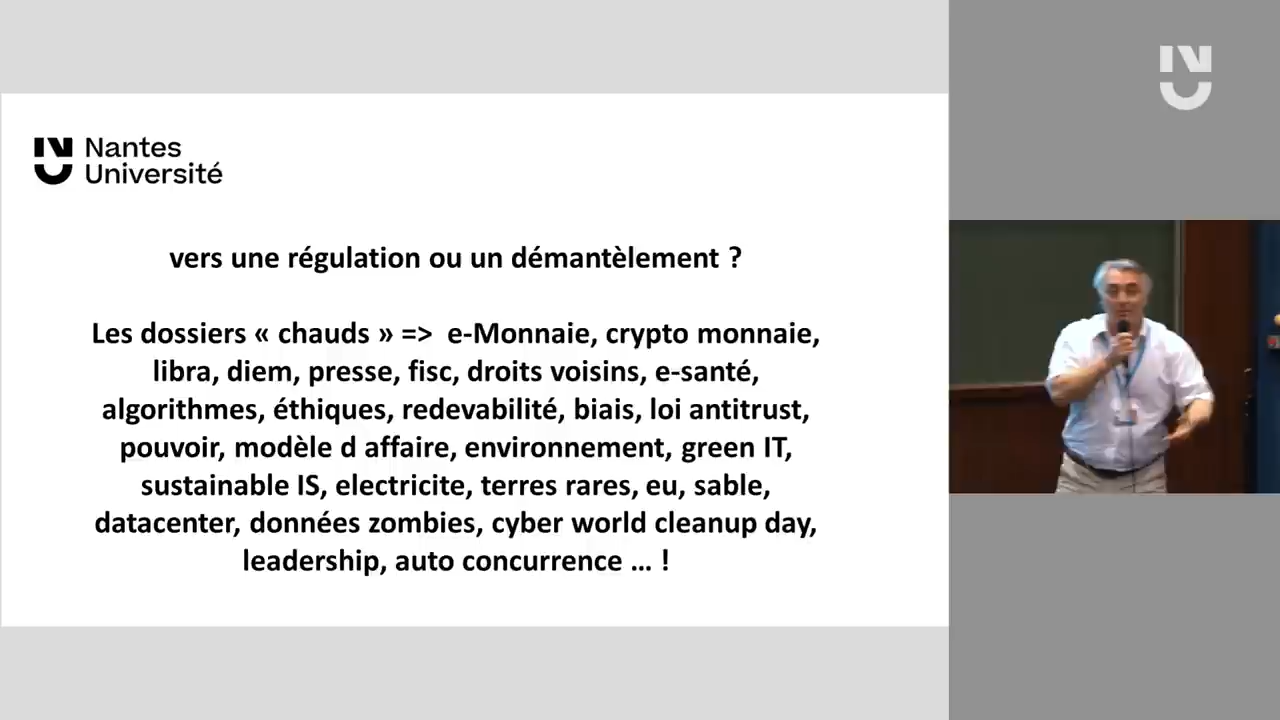 Nantes
Université
vers une régulation ou un démantèlement ?
Les dossiers « chauds » => e-Monnaie, crypto monnaie,
libra, diem, presse, fisc, droits voisins, e-santé,
algorithmes, éthiques, redevabilité, biais, loi antitrust,
pouvoir, modèle d affaire, environnement, green IT,
sustainable IS, electricite, terres rares, eu, sable,
datacenter, données zombies, cyber world cleanup day,
leadership, auto concurrence ... !